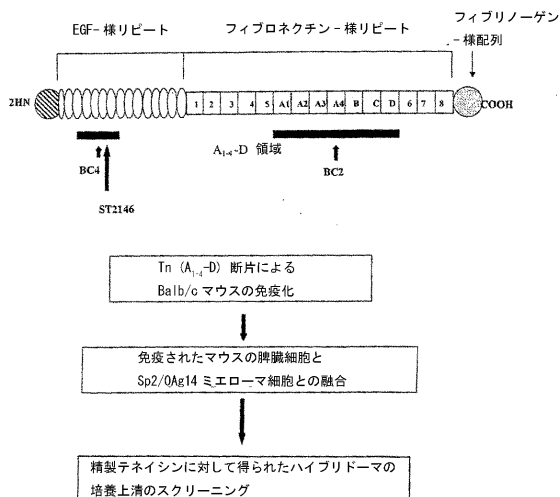 EGF-様リピート
フィブロネクチン-様リピート
フィブリノーゲン
-様配列
2HN
1 2 3 4 5 A1 A2 A3 A4 B C D 6 7 8
COOH
A₁₋₄-D 領域
BC4
BC2
ST2146
Tn (A₁₋₄-D) 断片による
Balb/c マウスの免疫化
免疫されたマウスの脾臓細胞と
Sp2/0Ag14 ミエローマ細胞との融合
精製テネイシンに対して得られたハイブリドーマの
培養上清のスクリーニング